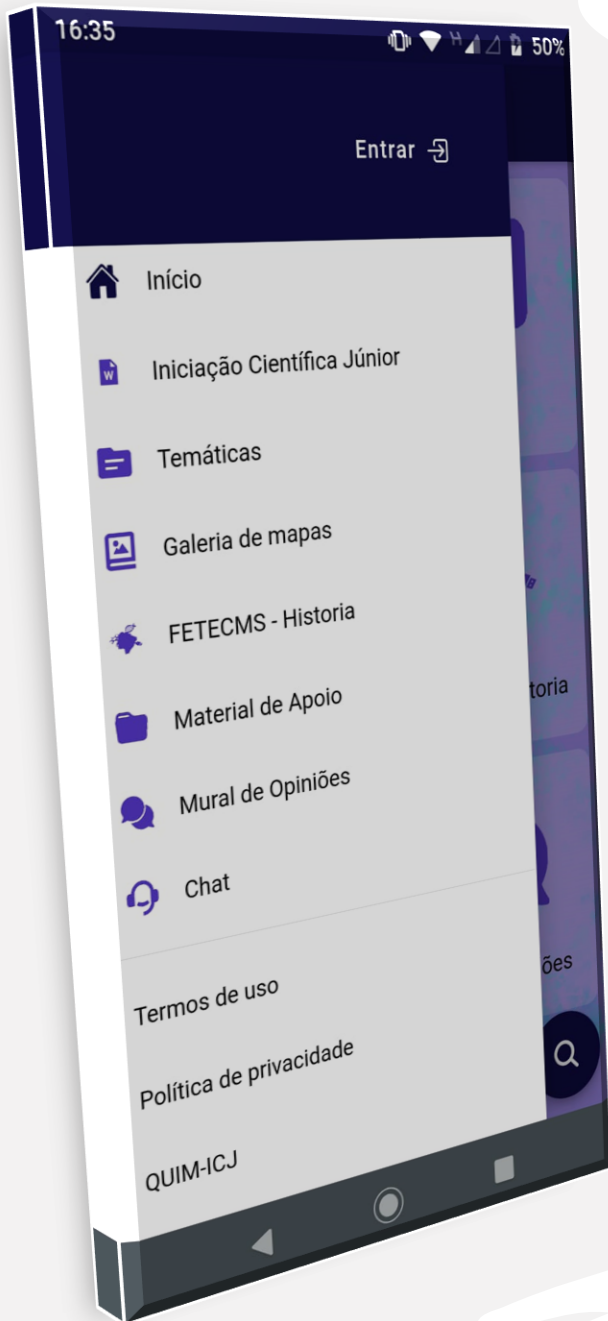 16:35
H
50%
Entrar
Início
Iniciação Científica Júnior
W
Temáticas
Galeria de mapas
FETECMS - Historia
Material de Apoio
toria
Mural de Opiniões
Chat
ões
Termos de uso
Política de privacidade
QUIM-ICJ